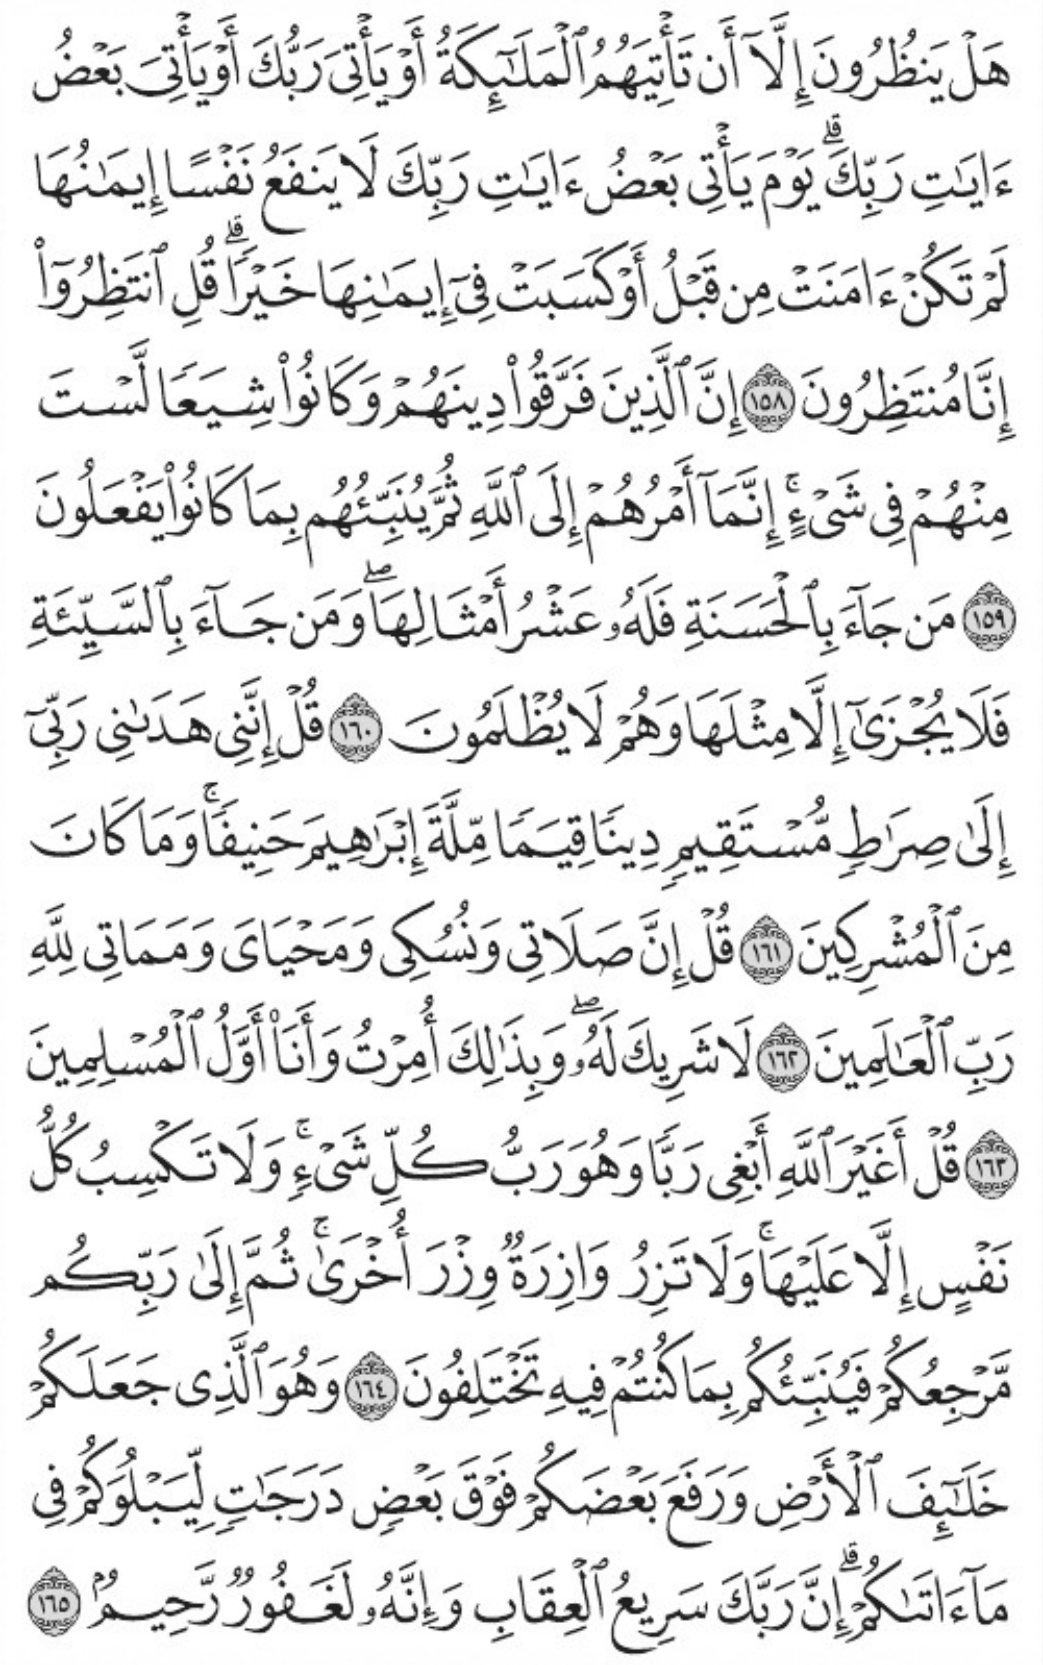 هَلْ يَنظُرُونَ إِلَّآ أَن تَأْتِيَهُمُ ٱلْمَلَٰٓئِكَةُ أَوْ يَأْتِىَ رَبُّكَ أَوْ يَأْتِىَ بَعْضُ
ءَايَٰتِ رَبِّكَ ۗ يَوْمَ يَأْتِى بَعْضُ ءَايَٰتِ رَبِّكَ لَا يَنفَعُ نَفْسًا إِيمَٰنُهَا
لَمْ تَكُنْ ءَامَنَتْ مِن قَبْلُ أَوْ كَسَبَتْ فِىٓ إِيمَٰنِهَا خَيْرًا ۗ قُلِ ٱنتَظِرُوٓا۟
إِنَّا مُنتَظِرُونَ ١٥٨ إِنَّ ٱلَّذِينَ فَرَّقُوا۟ دِينَهُمْ وَكَانُوا۟ شِيَعًا لَّسْتَ
مِنْهُمْ فِى شَىْءٍ ۚ إِنَّمَآ أَمْرُهُمْ إِلَى ٱللَّهِ ثُمَّ يُنَبِّئُهُم بِمَا كَانُوا۟ يَفْعَلُونَ
١٥٩ مَن جَآءَ بِٱلْحَسَنَةِ فَلَهُۥ عَشْرُ أَمْثَالِهَا ۖ وَمَن جَآءَ بِٱلسَّيِّئَةِ
فَلَا يُجْزَىٰٓ إِلَّا مِثْلَهَا وَهُمْ لَا يُظْلَمُونَ ١٦٠ قُلْ إِنَّنِى هَدَىٰنِى رَبِّىٓ
إِلَىٰ صِرَٰطٍ مُّسْتَقِيمٍ دِينًا قِيَمًا مِّلَّةَ إِبْرَٰهِيمَ حَنِيفًا ۚ وَمَا كَانَ
مِنَ ٱلْمُشْرِكِينَ ١٦١ قُلْ إِنَّ صَلَاتِى وَنُسُكِى وَمَحْيَاىَ وَمَمَاتِى لِلَّهِ
رَبِّ ٱلْعَٰلَمِينَ ١٦٢ لَا شَرِيكَ لَهُۥ ۖ وَبِذَٰلِكَ أُمِرْتُ وَأَنَا۠ أَوَّلُ ٱلْمُسْلِمِينَ
١٦٣ قُلْ أَغَيْرَ ٱللَّهِ أَبْغِى رَبًّا وَهُوَ رَبُّ كُلِّ شَىْءٍ ۚ وَلَا تَكْسِبُ كُلُّ
نَفْسٍ إِلَّا عَلَيْهَا ۚ وَلَا تَزِرُ وَازِرَةٌ وِزْرَ أُخْرَىٰ ۚ ثُمَّ إِلَىٰ رَبِّكُم
مَّرْجِعُكُمْ فَيُنَبِّئُكُم بِمَا كُنتُمْ فِيهِ تَخْتَلِفُونَ ١٦٤ وَهُوَ ٱلَّذِى جَعَلَكُمْ
خَلَٰٓئِفَ ٱلْأَرْضِ وَرَفَعَ بَعْضَكُمْ فَوْقَ بَعْضٍ دَرَجَٰتٍ لِّيَبْلُوَكُمْ فِى
مَآ ءَاتَىٰكُمْ ۗ إِنَّ رَبَّكَ سَرِيعُ ٱلْعِقَابِ وَإِنَّهُۥ لَغَفُورٌ رَّحِيمٌۢ ١٦٥